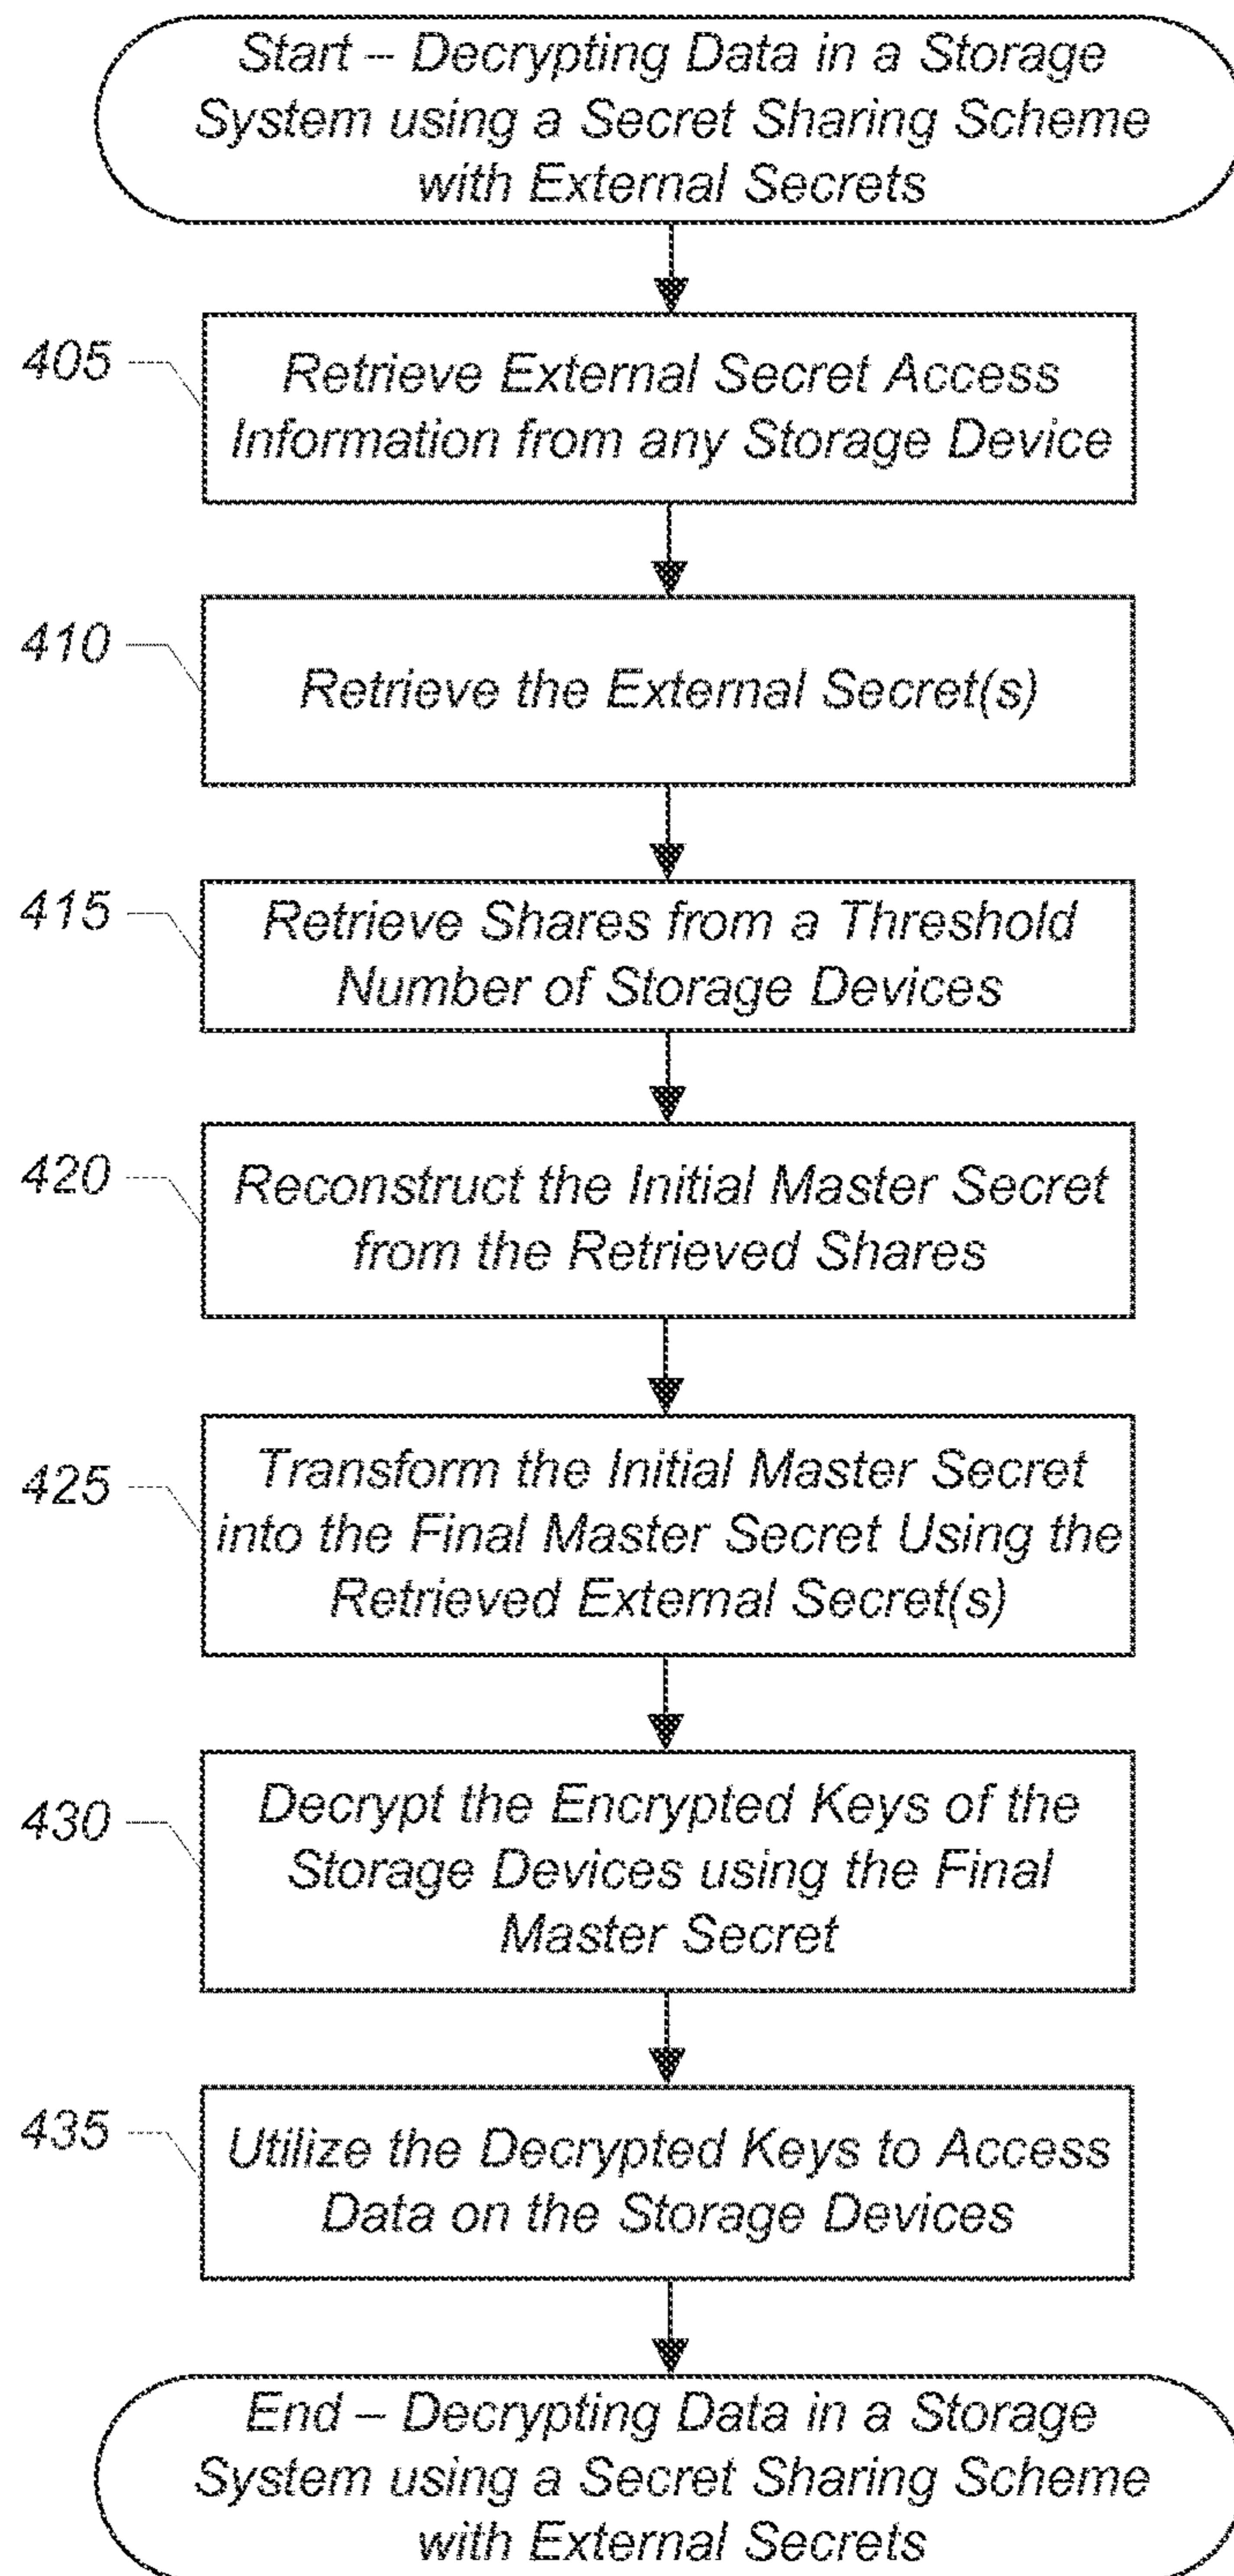 Start – Decrypting Data in a Storage
System using a Secret Sharing Scheme
with External Secrets
405
Retrieve External Secret Access
Information from any Storage Device
410
Retrieve the External Secret(s)
415
Retrieve Shares from a Threshold
Number of Storage Devices
420
Reconstruct the Initial Master Secret
from the Retrieved Shares
425
Transform the Initial Master Secret
into the Final Master Secret Using the
Retrieved External Secret(s)
430
Decrypt the Encrypted Keys of the
Storage Devices using the Final
Master Secret
435
Utilize the Decrypted Keys to Access
Data on the Storage Devices
End – Decrypting Data in a Storage
System using a Secret Sharing Scheme
with External Secrets